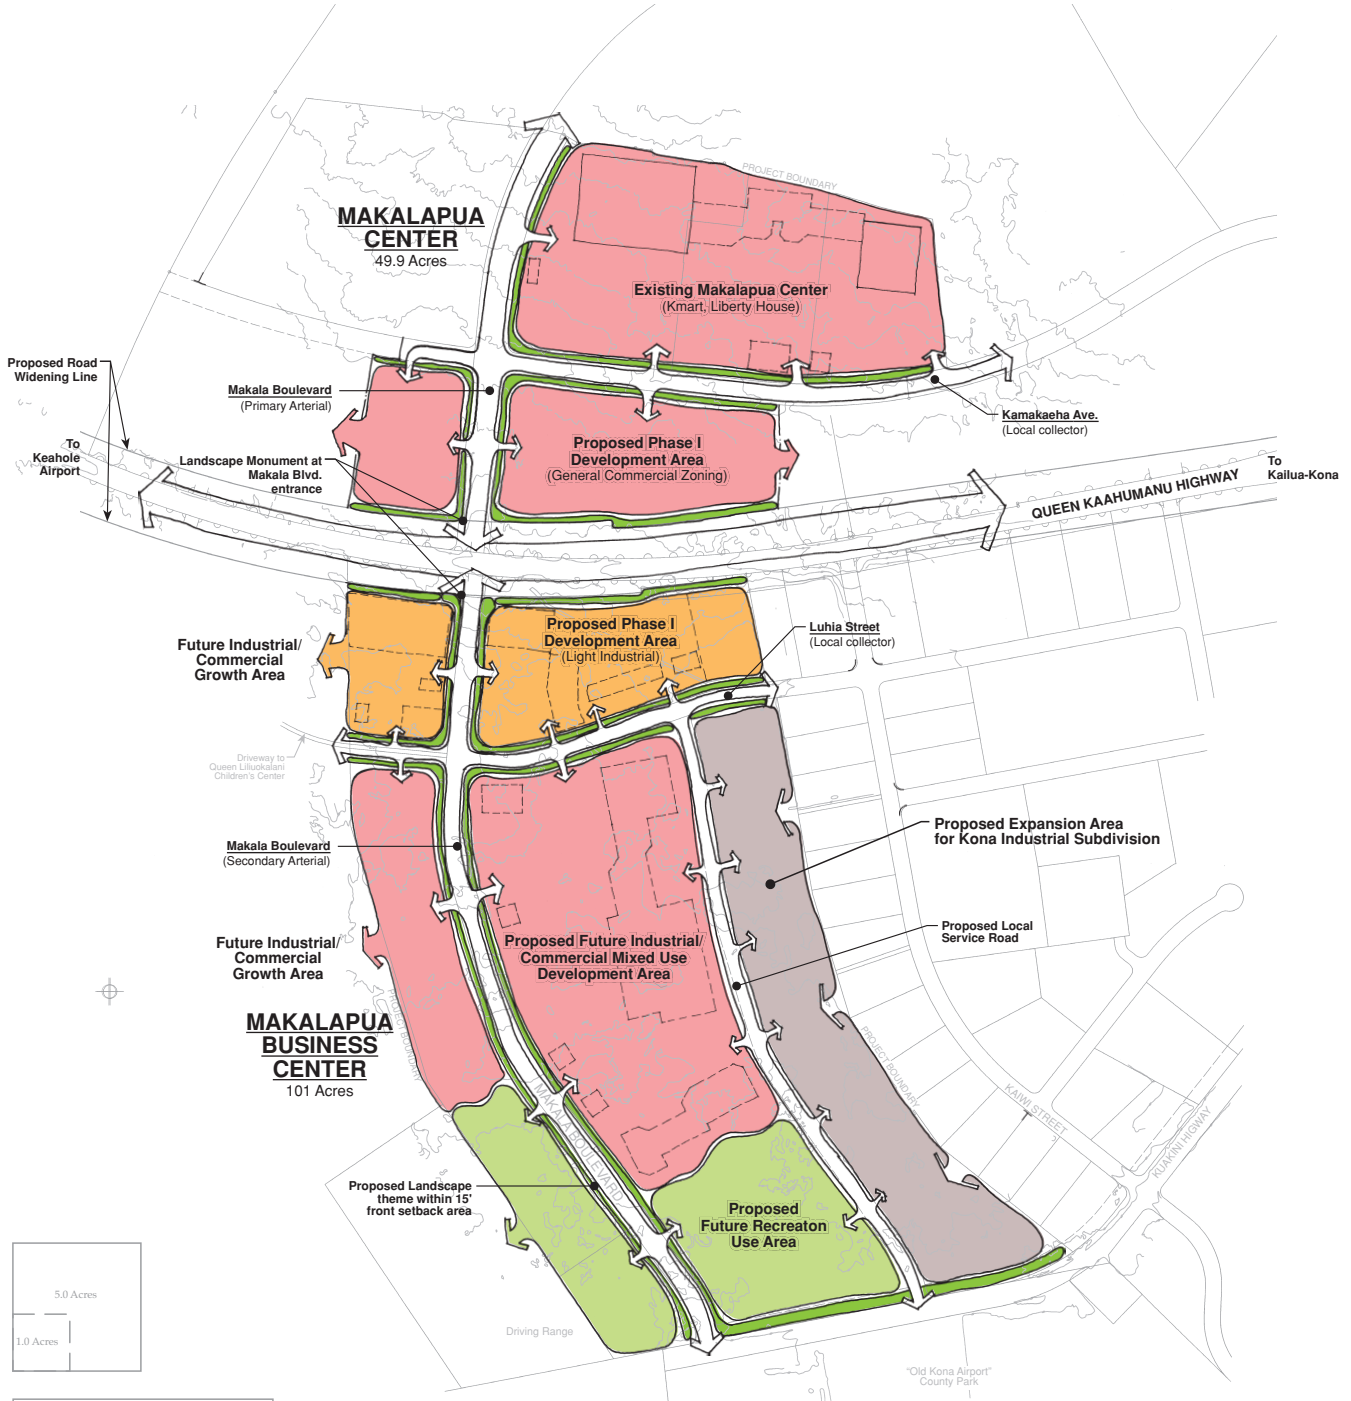 PROJECT BOUNDARY
MAKALAPUA
CENTER
49.9 Acres
Existing Makalapua Center
(Kmart, Liberty House)
Proposed Road
Widening Line
Makala Boulevard
(Primary Arterial)
Kamakaeha Ave.
(Local collector)
To
Keahole
Airport
Proposed Phase I
Development Area
(General Commercial Zoning)
Landscape Monument at
Makala Blvd.
entrance
To
Kailua-Kona
QUEEN KAAHUMANU HIGHWAY
Proposed Phase I
Development Area
(Light Industrial)
Luhia Street
(Local collector)
Future Industrial/
Commercial
Growth Area
Driveway to
Queen Liliuokalani
Children's Center
Makala Boulevard
(Secondary Arterial)
Proposed Expansion Area
for Kona Industrial Subdivision
Proposed Future Industrial/
Commercial Mixed Use
Development Area
Proposed Local
Service Road
Future Industrial/
Commercial
Growth Area
PROJECT BOUNDARY
MAKALAPUA
BUSINESS
CENTER
101 Acres
PROJECT BOUNDARY
KAIWI STREET
KUAKINI HIGWAY
MAKALA BOULEVARD
Proposed Landscape
theme within 15'
front setback area
Proposed
Future Recreaton
Use Area
5.0 Acres
1.0 Acres
Driving Range
"Old Kona Airport"
County Park